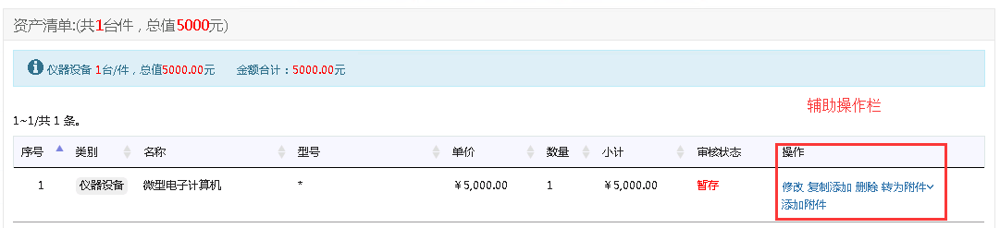 资产清单:(共1台件，总值5000元)
仪器设备 1台/件，总值5000.00元 金额合计：5000.00元
辅助操作栏
1~1/共 1 条。
序号 类别 名称 型号 单价 数量 小计 审核状态 操作
1 仪器设备 微型电子计算机 * ￥5,000.00 1 ￥5,000.00 暂存 修改 复制添加 删除 转为附件
添加附件